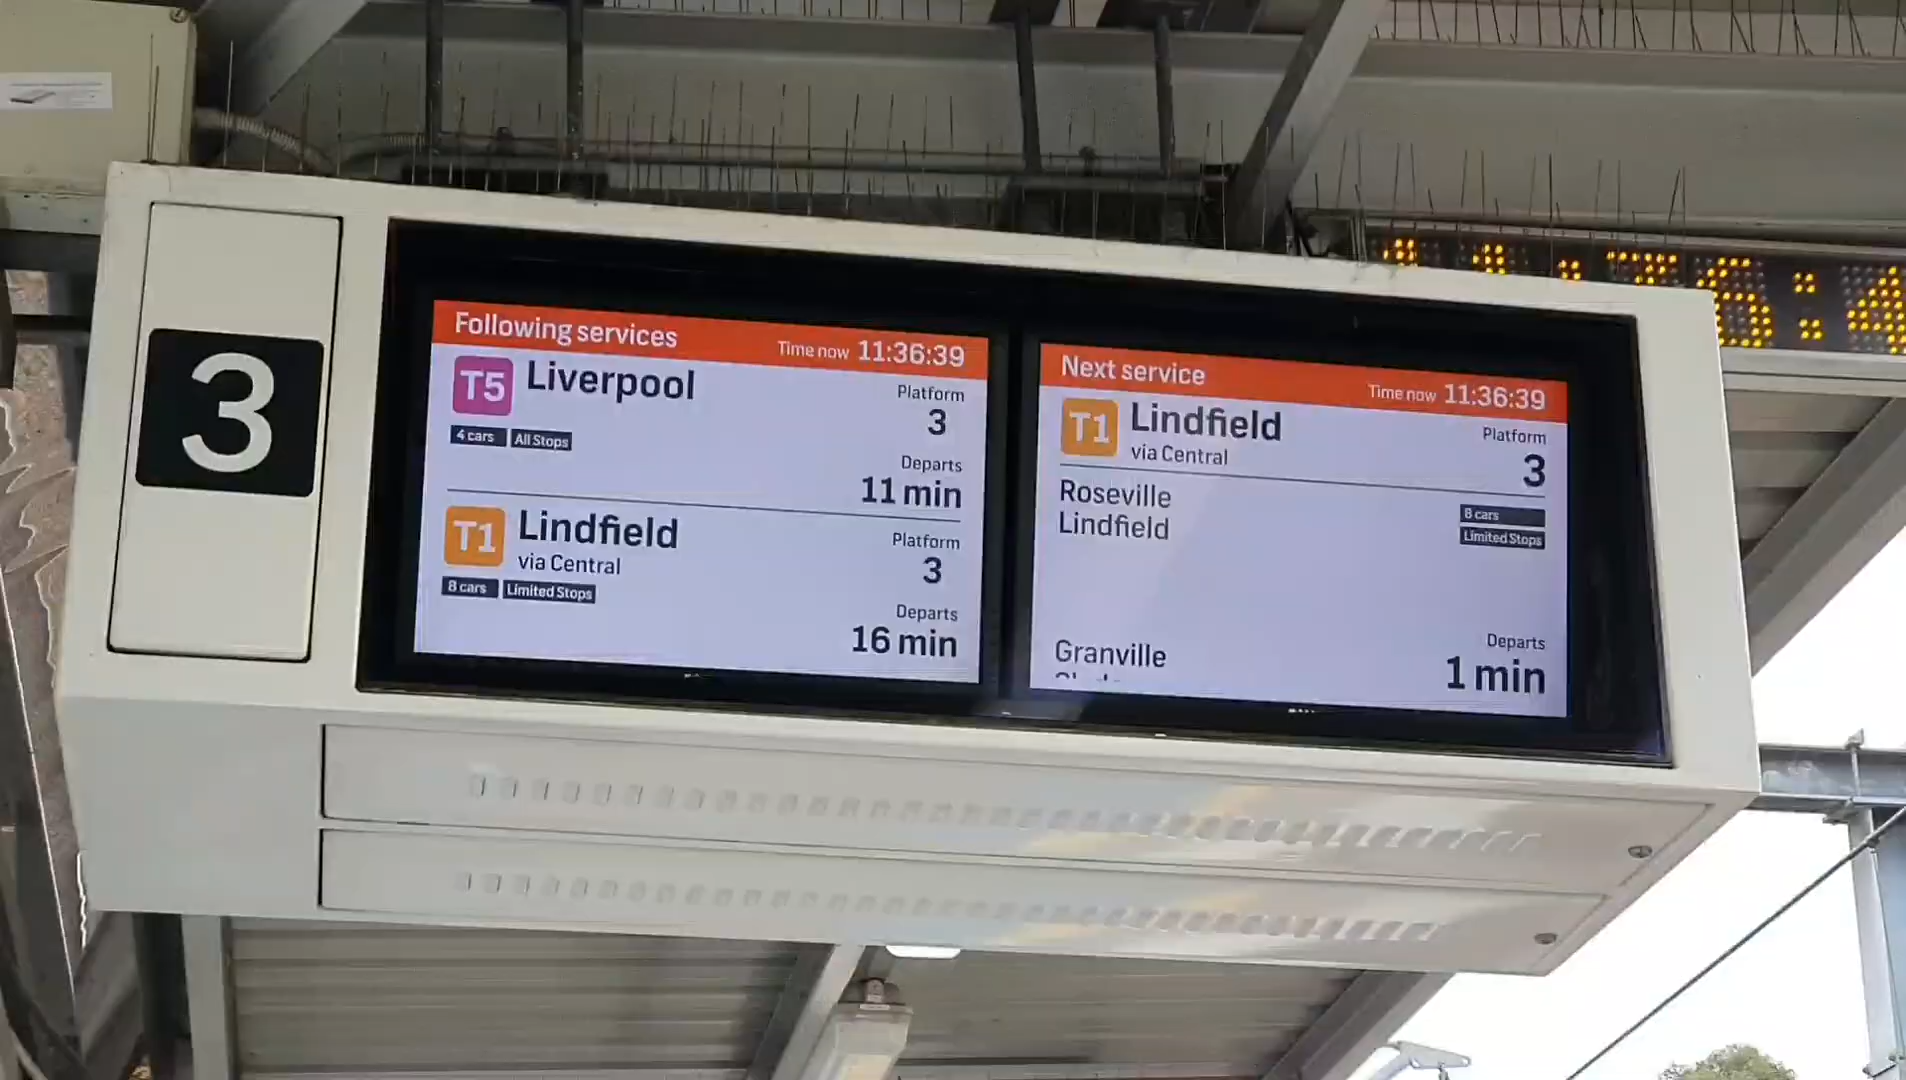 3
Following services
Time now 11:36:39
T5 Liverpool
Platform
3
4 cars All Stops
Departs
11 min
T1 Lindfield
via Central
Platform
3
8 cars Limited Stops
Departs
16 min
Next service
Time now 11:36:39
T1 Lindfield
via Central
Platform
3
Roseville
Lindfield
8 cars
Limited Stops
Granville
Departs
1 min